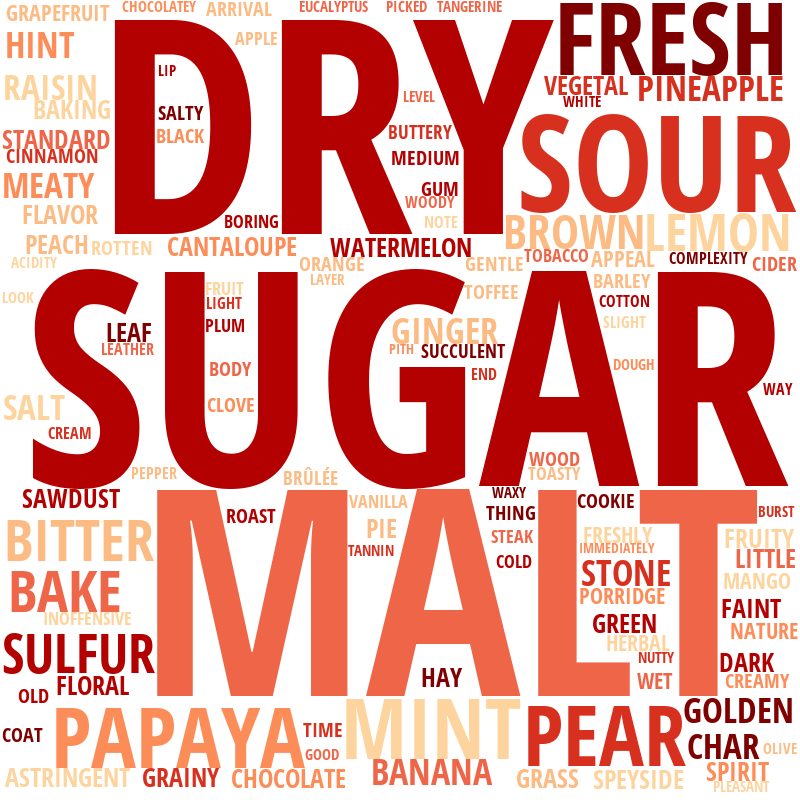 GRAPEFRUIT
CHOCOLATEY
ARRIVAL
EUCALYPTUS
PICKED
TANGERINE
FRESH
HINT
APPLE
DRY
LIP
RAISIN
VEGETAL
PINEAPPLE
LEVEL
WHITE
BAKING
SALTY
STANDARD
BLACK
BUTTERY
SOUR
CINNAMON
MEDIUM
MEATY
GUM
WOODY
FLAVOR
BORING
NOTE
BROWN
LEMON
PEACH
ROTTEN
CANTALOUPE
WATERMELON
ACIDITY
ORANGE
GENTLE
TOBACCO
APPEAL
COMPLEXITY
CIDER
LAYER
BARLEY
LOOK
FRUIT
LIGHT
TOFFEE
COTTON
SUGAR
LEAF
PLUM
GINGER
SLIGHT
LEATHER
PITH
SUCCULENT
BODY
END
DOUGH
WAY
SALT
CLOVE
CREAM
WOOD
PEPPER
BRÛLÉE
TOASTY
SAWDUST
VANILLA
WAXY
COOKIE
MALT
ROAST
THING
BURST
BITTER
PIE
STEAK
FRESHLY
FRUITY
TANNIN
IMMEDIATELY
COLD
LITTLE
BAKE
STONE
MANGO
PORRIDGE
INOFFENSIVE
GREEN
FAINT
HERBAL
NATURE
SULFUR
NUTTY
DARK
FLORAL
HAY
WET
CREAMY
OLD
GOLDEN
COAT
PAPAYA
TIME
MINT
PEAR
CHAR
OLIVE
GOOD
ASTRINGENT
GRAINY
CHOCOLATE
BANANA
GRASS
SPEYSIDE
SPIRIT
PLEASANT